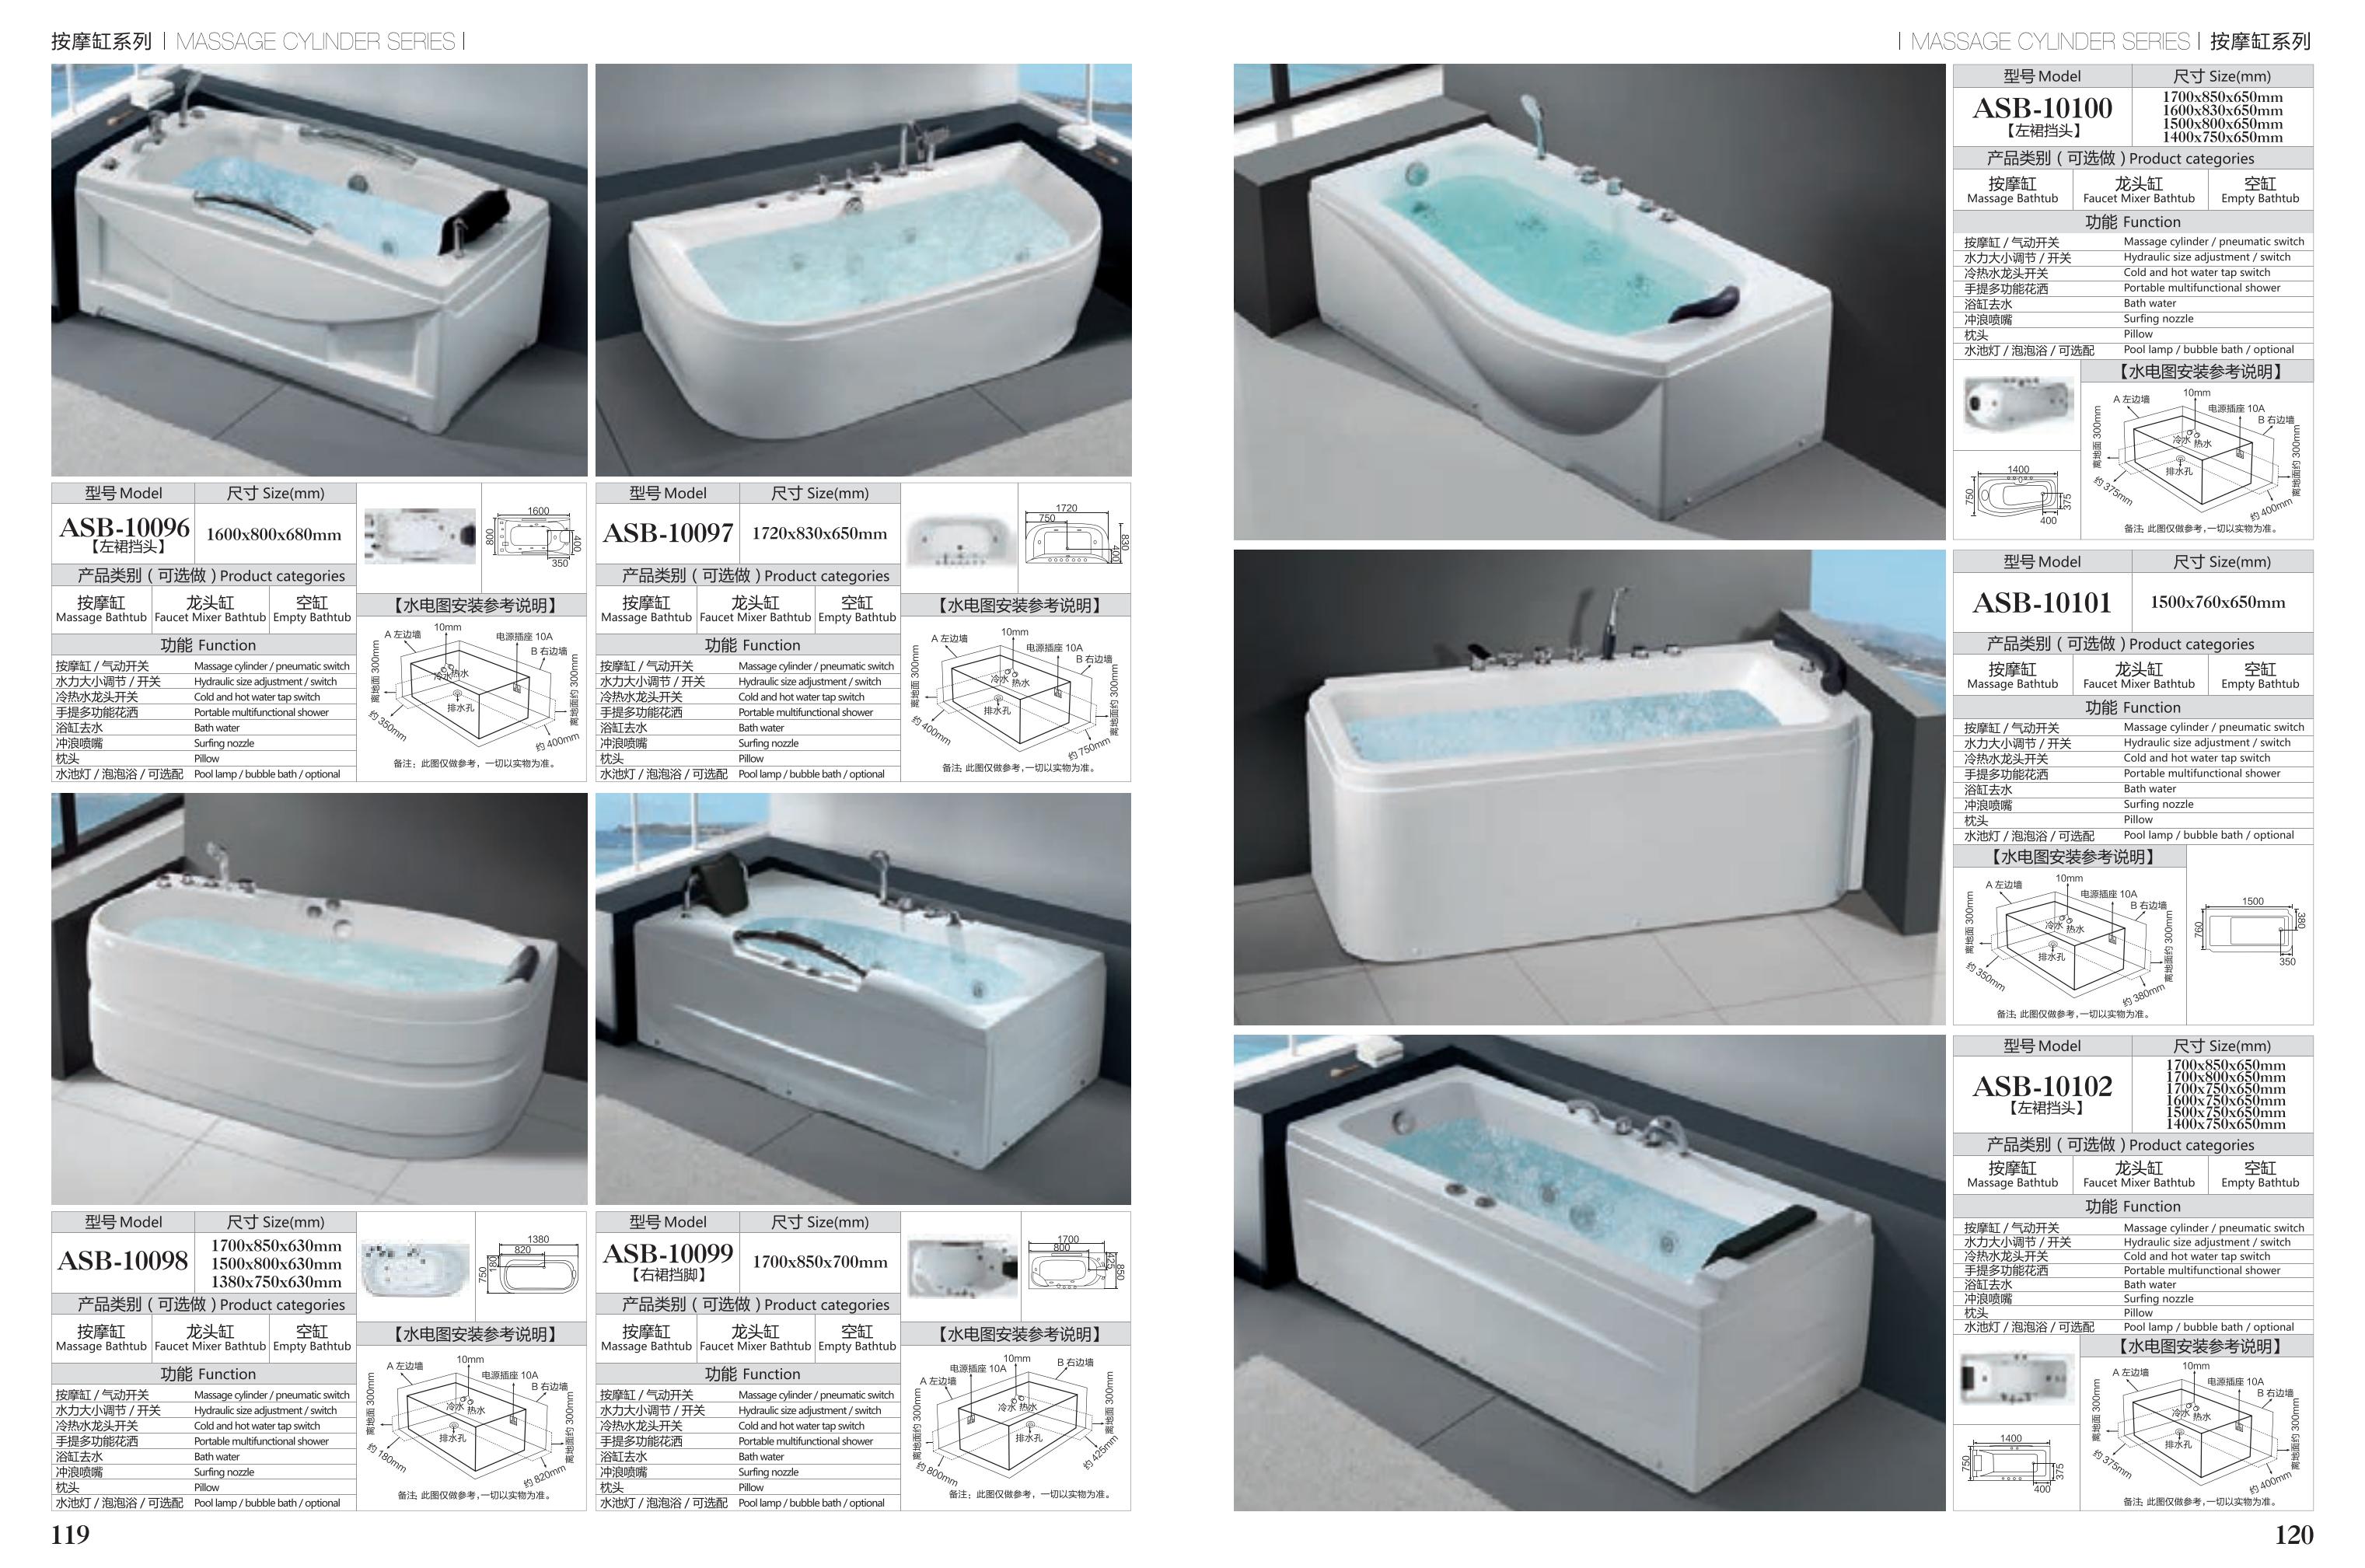 按摩缸系列 | MASSAGE CYLINDER SERIES |
型号 Model 尺寸 Size(mm)
ASB-10096 1600x800x680mm
【左裙挡头】
1600
800
400
350
产品类别 ( 可选做 ) Product categories
按摩缸 龙头缸 空缸
Massage Bathtub Faucet Mixer Bathtub Empty Bathtub
功能 Function
按摩缸 / 气动开关 Massage cylinder / pneumatic switch
水力大小调节 / 开关 Hydraulic size adjustment / switch
冷热水龙头开关 Cold and hot water tap switch
手提多功能花洒 Portable multifunctional shower
浴缸去水 Bath water
冲浪喷嘴 Surfing nozzle
枕头 Pillow
水池灯 / 泡泡浴 / 可选配 Pool lamp / bubble bath / optional
【水电图安装参考说明】
10mm
A 左边墙
电源插座 10A
B 右边墙
离地面 300mm
冷水 热水
排水孔
离地面约 300mm
约 350mm
约 400mm
备注：此图仅做参考，一切以实物为准。
型号 Model 尺寸 Size(mm)
ASB-10097 1720x830x650mm
1720
750
830
400
产品类别 ( 可选做 ) Product categories
按摩缸 龙头缸 空缸
Massage Bathtub Faucet Mixer Bathtub Empty Bathtub
功能 Function
按摩缸 / 气动开关 Massage cylinder / pneumatic switch
水力大小调节 / 开关 Hydraulic size adjustment / switch
冷热水龙头开关 Cold and hot water tap switch
手提多功能花洒 Portable multifunctional shower
浴缸去水 Bath water
冲浪喷嘴 Surfing nozzle
枕头 Pillow
水池灯 / 泡泡浴 / 可选配 Pool lamp / bubble bath / optional
【水电图安装参考说明】
10mm
A 左边墙
电源插座 10A
B 右边墙
离地面 300mm
冷水 热水
排水孔
离地面约 300mm
约 400mm
约 750mm
备注：此图仅做参考，一切以实物为准。
型号 Model 尺寸 Size(mm)
ASB-10098
1700x850x630mm
1500x800x630mm
1380x750x630mm
1380
820
750
180
产品类别 ( 可选做 ) Product categories
按摩缸 龙头缸 空缸
Massage Bathtub Faucet Mixer Bathtub Empty Bathtub
功能 Function
按摩缸 / 气动开关 Massage cylinder / pneumatic switch
水力大小调节 / 开关 Hydraulic size adjustment / switch
冷热水龙头开关 Cold and hot water tap switch
手提多功能花洒 Portable multifunctional shower
浴缸去水 Bath water
冲浪喷嘴 Surfing nozzle
枕头 Pillow
水池灯 / 泡泡浴 / 可选配 Pool lamp / bubble bath / optional
【水电图安装参考说明】
10mm
A 左边墙
电源插座 10A
B 右边墙
离地面 300mm
冷水 热水
排水孔
离地面约 300mm
约 180mm
约 820mm
备注：此图仅做参考，一切以实物为准。
型号 Model 尺寸 Size(mm)
ASB-10099 1700x850x700mm
【右裙挡脚】
1700
800
425
850
产品类别 ( 可选做 ) Product categories
按摩缸 龙头缸 空缸
Massage Bathtub Faucet Mixer Bathtub Empty Bathtub
功能 Function
按摩缸 / 气动开关 Massage cylinder / pneumatic switch
水力大小调节 / 开关 Hydraulic size adjustment / switch
冷热水龙头开关 Cold and hot water tap switch
手提多功能花洒 Portable multifunctional shower
浴缸去水 Bath water
冲浪喷嘴 Surfing nozzle
枕头 Pillow
水池灯 / 泡泡浴 / 可选配 Pool lamp / bubble bath / optional
【水电图安装参考说明】
10mm
B 右边墙
电源插座 10A
A 左边墙
离地面约 300mm
冷水 热水
排水孔
离地面 300mm
约 800mm
约 425mm
备注：此图仅做参考，一切以实物为准。
119
| MASSAGE CYLINDER SERIES | 按摩缸系列
型号 Model 尺寸 Size(mm)
ASB-10100
【左裙挡头】
1700x850x650mm
1600x830x650mm
1500x800x650mm
1400x750x650mm
产品类别 ( 可选做 ) Product categories
按摩缸 龙头缸 空缸
Massage Bathtub Faucet Mixer Bathtub Empty Bathtub
功能 Function
按摩缸 / 气动开关 Massage cylinder / pneumatic switch
水力大小调节 / 开关 Hydraulic size adjustment / switch
冷热水龙头开关 Cold and hot water tap switch
手提多功能花洒 Portable multifunctional shower
浴缸去水 Bath water
冲浪喷嘴 Surfing nozzle
枕头 Pillow
水池灯 / 泡泡浴 / 可选配 Pool lamp / bubble bath / optional
【水电图安装参考说明】
10mm
A 左边墙
电源插座 10A
B 右边墙
离地面 300mm
冷水 热水
排水孔
离地面约 300mm
约 375mm
约 400mm
备注：此图仅做参考，一切以实物为准。
1400
750
375
400
型号 Model 尺寸 Size(mm)
ASB-10101 1500x760x650mm
产品类别 ( 可选做 ) Product categories
按摩缸 龙头缸 空缸
Massage Bathtub Faucet Mixer Bathtub Empty Bathtub
功能 Function
按摩缸 / 气动开关 Massage cylinder / pneumatic switch
水力大小调节 / 开关 Hydraulic size adjustment / switch
冷热水龙头开关 Cold and hot water tap switch
手提多功能花洒 Portable multifunctional shower
浴缸去水 Bath water
冲浪喷嘴 Surfing nozzle
枕头 Pillow
水池灯 / 泡泡浴 / 可选配 Pool lamp / bubble bath / optional
【水电图安装参考说明】
10mm
A 左边墙
电源插座 10A
B 右边墙
离地面 300mm
冷水 热水
排水孔
离地面约 300mm
约 350mm
约 380mm
备注：此图仅做参考，一切以实物为准。
1500
760
380
350
型号 Model 尺寸 Size(mm)
ASB-10102
【左裙挡头】
1700x850x650mm
1700x800x650mm
1700x750x650mm
1600x750x650mm
1500x750x650mm
1400x750x650mm
产品类别 ( 可选做 ) Product categories
按摩缸 龙头缸 空缸
Massage Bathtub Faucet Mixer Bathtub Empty Bathtub
功能 Function
按摩缸 / 气动开关 Massage cylinder / pneumatic switch
水力大小调节 / 开关 Hydraulic size adjustment / switch
冷热水龙头开关 Cold and hot water tap switch
手提多功能花洒 Portable multifunctional shower
浴缸去水 Bath water
冲浪喷嘴 Surfing nozzle
枕头 Pillow
水池灯 / 泡泡浴 / 可选配 Pool lamp / bubble bath / optional
【水电图安装参考说明】
10mm
A 左边墙
电源插座 10A
B 右边墙
离地面 300mm
冷水 热水
排水孔
离地面约 300mm
约 375mm
约 400mm
备注：此图仅做参考，一切以实物为准。
1400
750
375
400
120